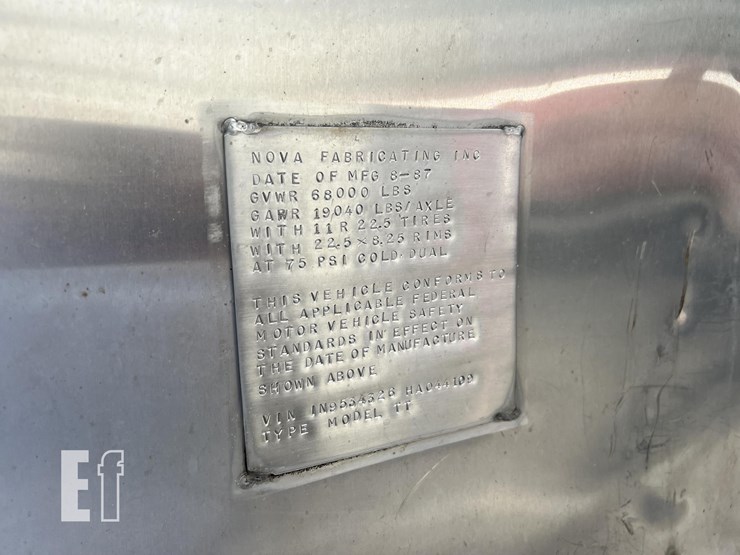 NOVA FABRICATING INC
DATE OF MFG 8-87
GVWR 68000 LBS
GAWR 19040 LBS/AXLE
WITH 11 R 22.5 TIRES
WITH 22.5 × 8.25 RIMS
AT 75 PSI COLD-DUAL
THIS VEHICLE CONFORMS TO
ALL APPLICABLE FEDERAL
MOTOR VEHICLE SAFETY
STANDARDS IN EFFECT ON
THE DATE OF MANUFACTURE
SHOWN ABOVE
VIN
TYPE MODEL TT
Ef